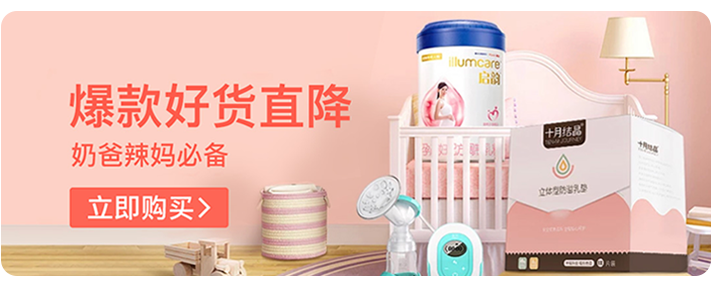 爆款好货直降
奶爸辣妈必备
立即购买>
illumcare
启韵
十月结晶
立体型防溢乳垫